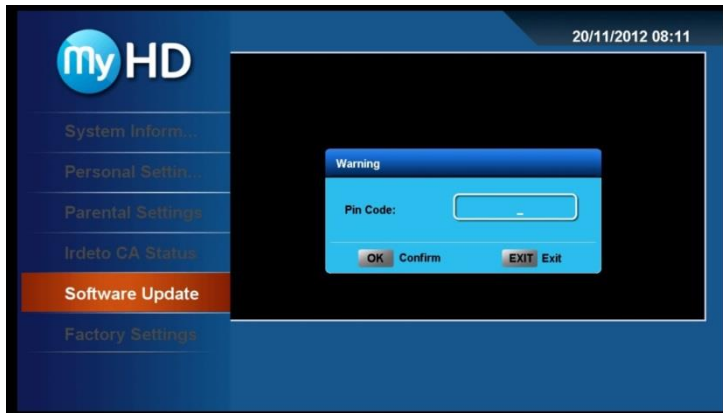 20/11/2012 08:11
My HD
System Inform...
Personal Settin...
Parental Settings
Irdeto CA Status
Software Update
Factory Settings
Warning
Pin Code: _
OK Confirm EXIT Exit